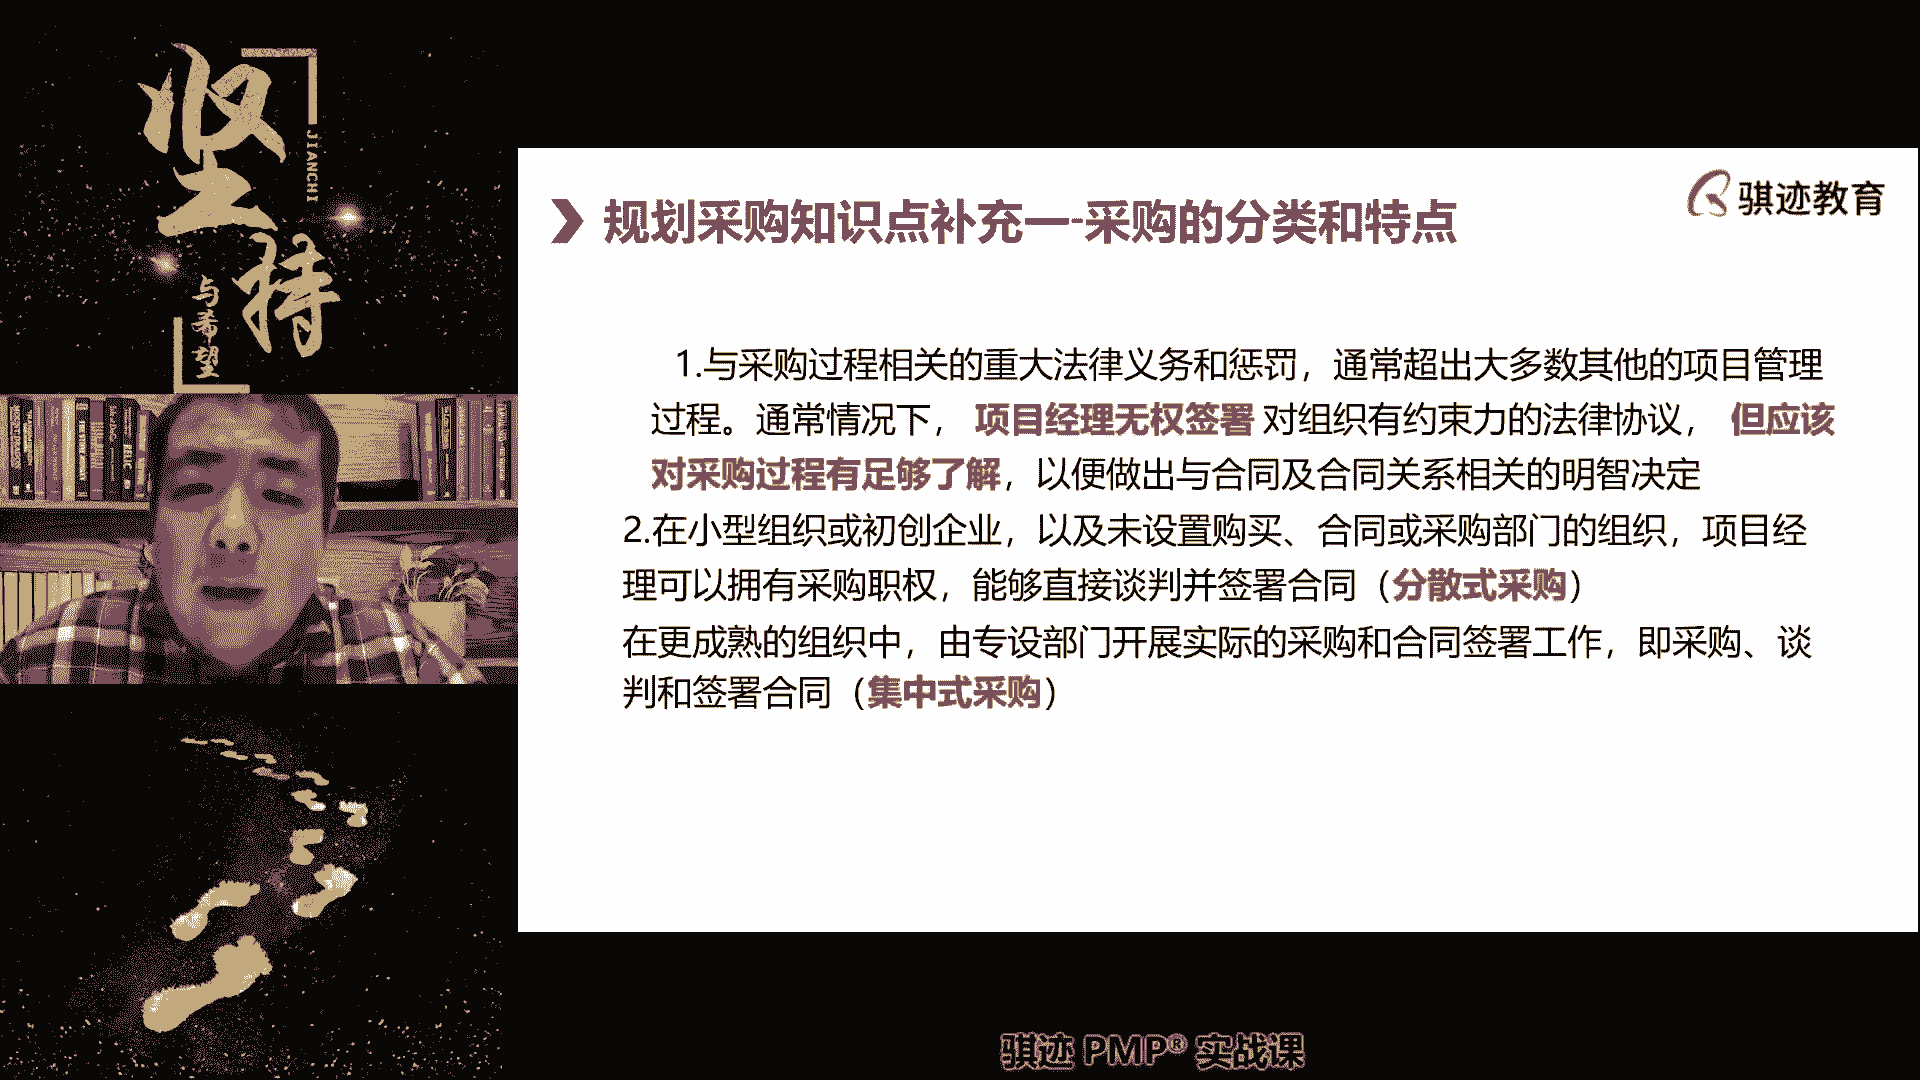 坚持
JIANCHI
与希望
骐迹教育
规划采购知识点补充一-采购的分类和特点
1.与采购过程相关的重大法律义务和惩罚，通常超出大多数其他的项目管理
过程。通常情况下， 项目经理无权签署 对组织有约束力的法律协议， 但应该
对采购过程有足够了解，以便做出与合同及合同关系相关的明智决定
2.在小型组织或初创企业，以及未设置购买、合同或采购部门的组织，项目经
理可以拥有采购职权，能够直接谈判并签署合同（分散式采购）
在更成熟的组织中，由专设部门开展实际的采购和合同签署工作，即采购、谈
判和签署合同（集中式采购）
骐迹 PMP® 实战课